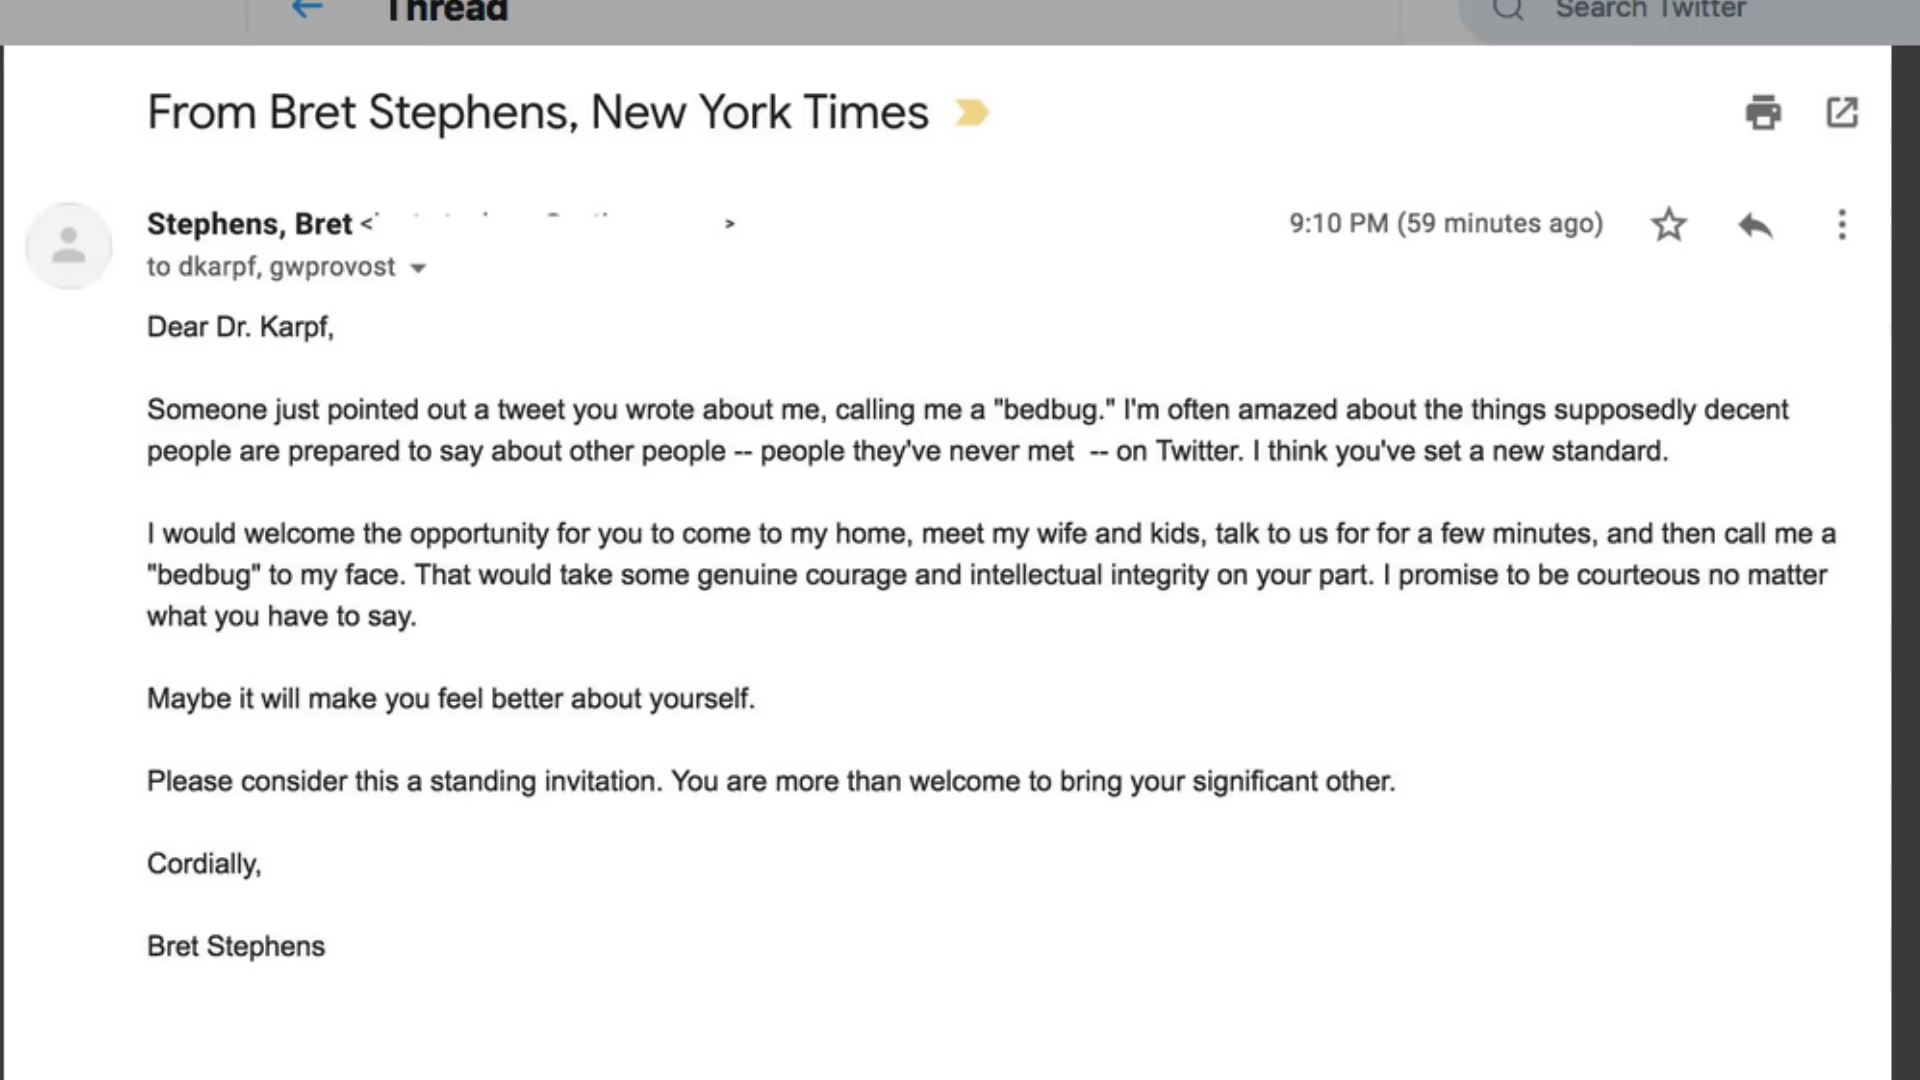 Thread
Search Twitter
From Bret Stephens, New York Times
Stephens, Bret < >
9:10 PM (59 minutes ago)
to dkarpf, gwprovost
Dear Dr. Karpf,
Someone just pointed out a tweet you wrote about me, calling me a "bedbug." I'm often amazed about the things supposedly decent
people are prepared to say about other people -- people they've never met  -- on Twitter. I think you've set a new standard.
I would welcome the opportunity for you to come to my home, meet my wife and kids, talk to us for for a few minutes, and then call me a
"bedbug" to my face. That would take some genuine courage and intellectual integrity on your part. I promise to be courteous no matter
what you have to say.
Maybe it will make you feel better about yourself.
Please consider this a standing invitation. You are more than welcome to bring your significant other.
Cordially,
Bret Stephens